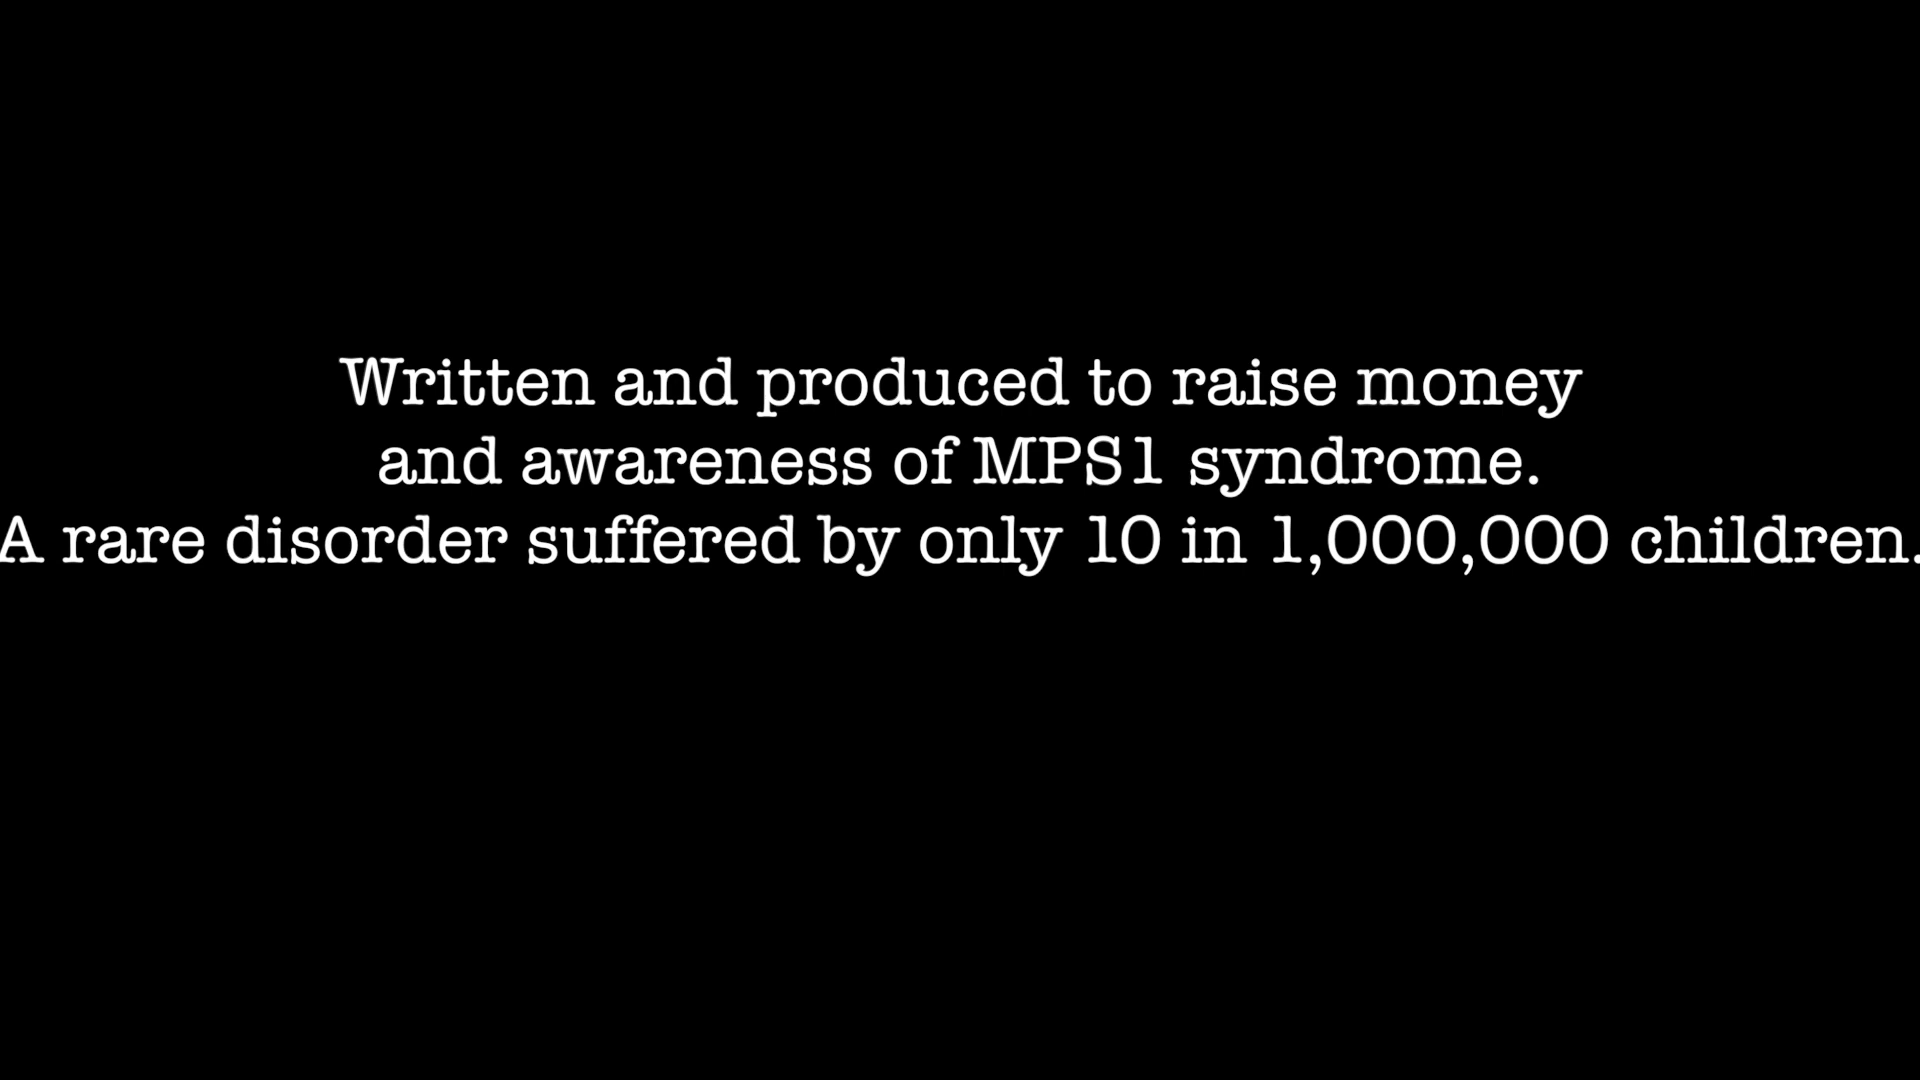 Written and produced to raise money
and awareness of MPS1 syndrome.
A rare disorder suffered by only 10 in 1,000,000 children.